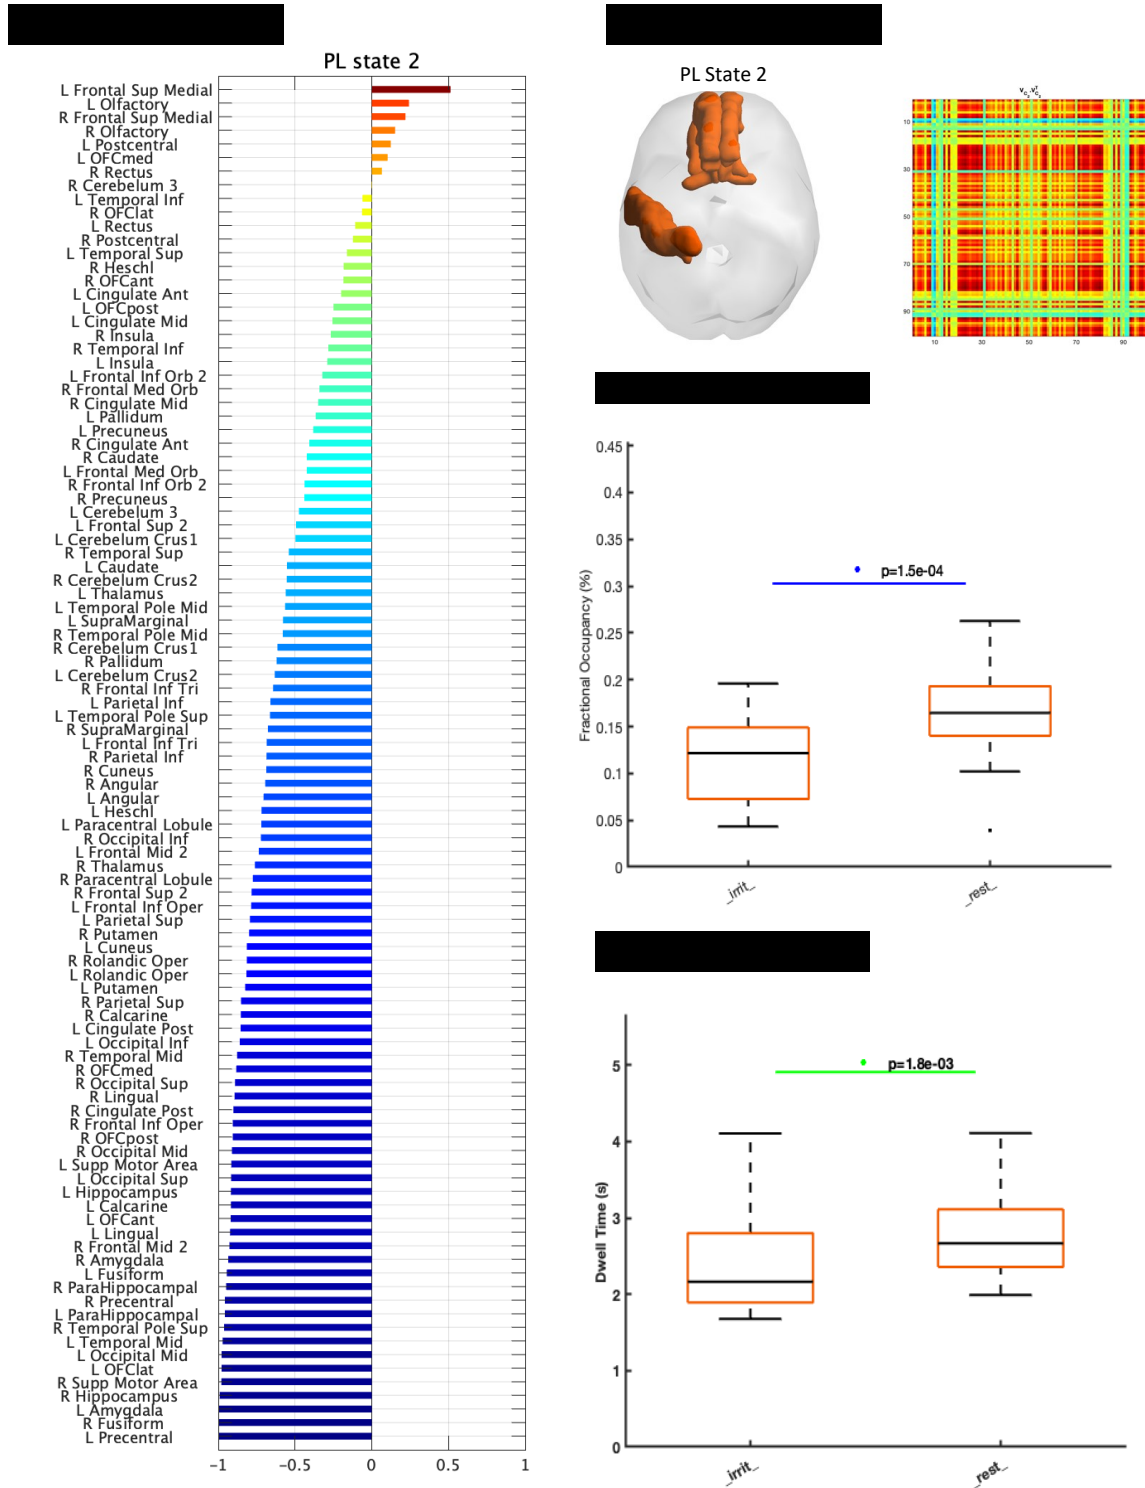 PL state 2
L Frontal Sup Medial
L Olfactory
R Frontal Sup Medial
R Olfactory
L Postcentral
L OFCmed
R Rectus
R Cerebelum 3
L Temporal Inf
R OFClat
L Rectus
R Postcentral
L Temporal Sup
R Heschl
R OFCant
L Cingulate Ant
L OFCpost
L Cingulate Mid
R Insula
R Temporal Inf
L Insula
L Frontal Inf Orb 2
R Frontal Med Orb
R Cingulate Mid
L Pallidum
L Precuneus
R Cingulate Ant
R Caudate
L Frontal Med Orb
R Frontal Inf Orb 2
R Precuneus
L Cerebelum 3
L Frontal Sup 2
L Cerebelum Crus1
R Temporal Sup
L Caudate
R Cerebelum Crus2
L Thalamus
L Temporal Pole Mid
L SupraMarginal
R Temporal Pole Mid
R Cerebelum Crus1
R Pallidum
L Cerebelum Crus2
R Frontal Inf Tri
L Parietal Inf
L Temporal Pole Sup
R SupraMarginal
L Frontal Inf Tri
R Parietal Inf
R Cuneus
R Angular
L Angular
L Heschl
L Paracentral Lobule
R Occipital Inf
L Frontal Mid 2
R Thalamus
R Paracentral Lobule
R Frontal Sup 2
L Frontal Inf Oper
L Parietal Sup
R Putamen
L Cuneus
R Rolandic Oper
L Rolandic Oper
L Putamen
R Parietal Sup
R Calcarine
L Cingulate Post
L Occipital Inf
R Temporal Mid
R OFCmed
R Occipital Sup
R Lingual
R Cingulate Post
R Frontal Inf Oper
R OFCpost
R Occipital Mid
L Supp Motor Area
L Occipital Sup
L Hippocampus
L Calcarine
L OFCant
L Lingual
R Frontal Mid 2
R Amygdala
L Fusiform
R ParaHippocampal
R Precentral
L ParaHippocampal
R Temporal Pole Sup
L Temporal Mid
L Occipital Mid
L OFClat
R Supp Motor Area
R Hippocampus
L Amygdala
R Fusiform
L Precentral
-1 -0.5 0 0.5 1
PL State 2
10
30
50
70
90
10 30 50 70 90
0.45
0.4
0.35
0.3
0.25
0.2
0.15
0.1
0.05
0
Fractional Occupancy (%)
p=1.5e-04
_irrit_ _rest_
5
4
3
2
1
0
Dwell Time (s)
p=1.8e-03
_irrit_ _rest_